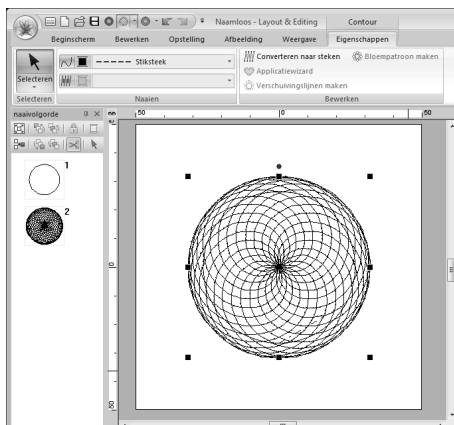 Naamloos - Layout & Editing Contour
Beginscherm Bewerken Opstelling Afbeelding Weergave Eigenschappen
Selecteren
Stiksteek
Converteren naar steken
Bloempatroon maken
Applicatiewizard
Verschuivingslijnen maken
Selecteren Naaien Bewerken
naaivolgorde
mm 50 0 50
1
2
0
50